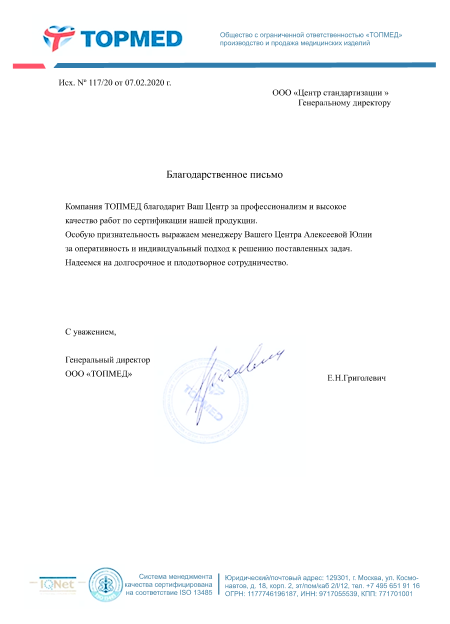 TOPMED
Общество с ограниченной ответственностью «ТОПМЕД»
производство и продажа медицинских изделий
Исх. № 117/20 от 07.02.2020 г.
ООО «Центр стандартизации »
Генеральному директору
Благодарственное письмо
Компания ТОПМЕД благодарит Ваш Центр за профессионализм и высокое
качество работ по сертификации нашей продукции.
Особую признательность выражаем менеджеру Вашего Центра Алексеевой Юлии
за оперативность и индивидуальный подход к решению поставленных задач.
Надеемся на долгосрочное и плодотворное сотрудничество.
С уважением,
Генеральный директор
ООО «ТОПМЕД»
Е.Н.Григолевич
TOPMED
IQNet
Система менеджмента
качества сертифицирована
на соответствие ISO 13485
Юридический/почтовый адрес: 129301, г. Москва, ул. Космо-
навтов, д. 18, корп. 2, эт/пом/каб.2/I/12, тел. +7 495 651 91 16
ОГРН: 1177746196187, ИНН: 9717055539, КПП: 771701001